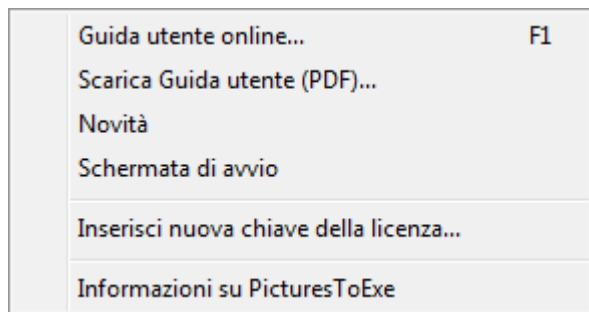 Guida utente online... F1
Scarica Guida utente (PDF)...
Novità
Schermata di avvio
Inserisci nuova chiave della licenza...
Informazioni su PicturesToExe